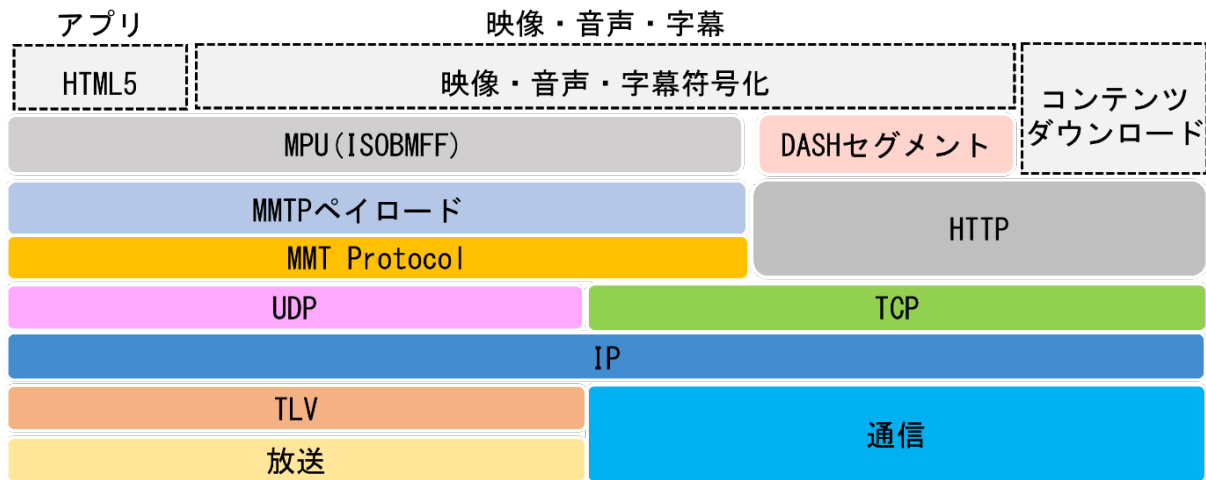 アプリ
映像・音声・字幕
HTML5
映像・音声・字幕符号化
コンテンツ
ダウンロード
MPU(ISOBMFF)
DASHセグメント
MMTPペイロード
HTTP
MMT Protocol
UDP
TCP
IP
TLV
通信
放送